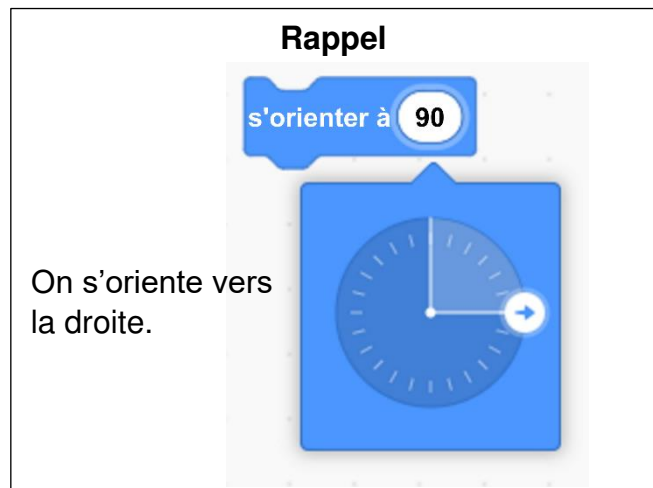 Rappel
s'orienter à 90
On s’oriente vers
la droite.